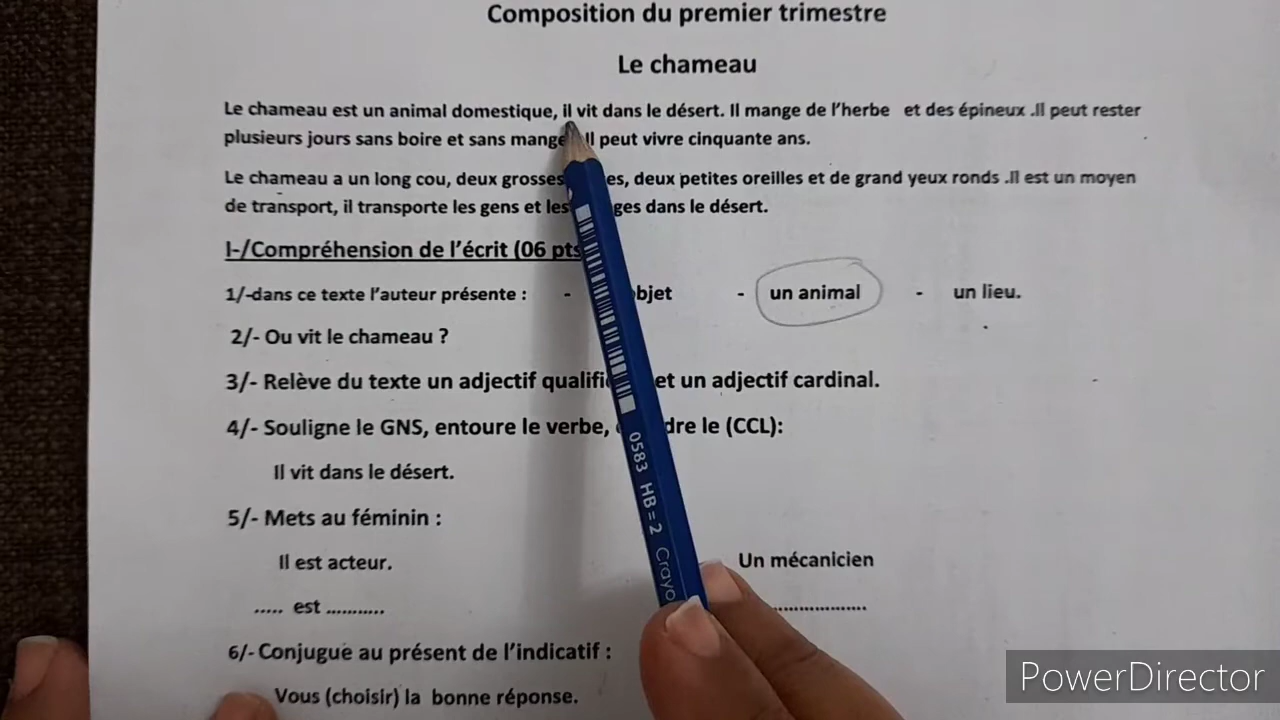 Composition du premier trimestre
Le chameau
Le chameau est un animal domestique, il vit dans le désert. Il mange de l'herbe et des épineux .Il peut rester
plusieurs jours sans boire et sans Il peut vivre cinquante ans.
Le chameau a un long cou, deux grosses deux petites oreilles et de grand yeux ronds .Il est un moyen
de transport, il transporte les gens et les dans le désert.
I-/Compréhension de l'écrit (06 pts
1/-dans ce texte l'auteur présente : - - un animal - un lieu.
2/- Ou vit le chameau ?
3/- Relève du texte un adjectif et un adjectif cardinal.
4/- Souligne le GNS, entoure le verbe, le (CCL):
Il vit dans le désert.
5/- Mets au féminin :
Il est acteur. Un mécanicien
..... est ........... ..................
6/- Conjugue au présent de l'indicatif :
Vous (choisir) la bonne réponse.
0583 HB = 2
PowerDirector